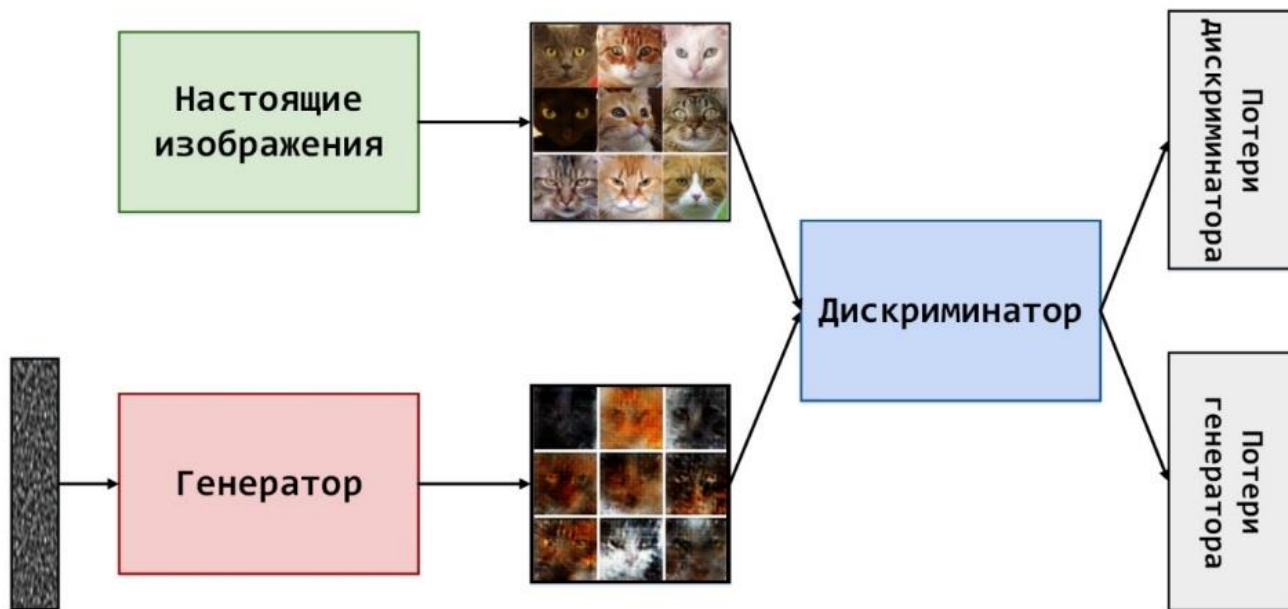 Настоящие
изображения
Генератор
Дискриминатор
Потери
дискриминатора
Потери
генератора